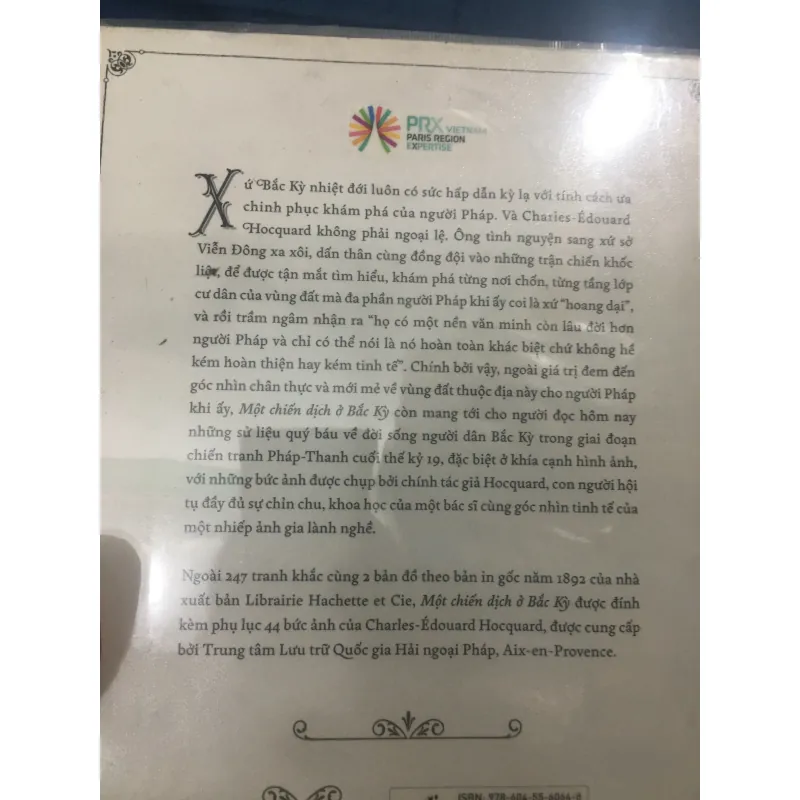 PRX VIETNAM
PARIS REGION
EXPERTISE
Xứ Bắc Kỳ nhiệt đới luôn có sức hấp dẫn kỳ lạ với tính cách ưa
chinh phục khám phá của người Pháp. Và Charles-Édouard
Hocquard không phải ngoại lệ. Ông tình nguyện sang xứ sở
Viễn Đông xa xôi, dấn thân cùng đồng đội vào những trận chiến khốc
liệt, để được tận mắt tìm hiểu, khám phá từng nơi chốn, từng tầng lớp
cư dân của vùng đất mà đa phần người Pháp khi ấy coi là xứ “hoang dại”,
và rồi trầm ngâm nhận ra “họ có một nền văn minh còn lâu đời hơn
người Pháp và chỉ có thể nói là nó hoàn toàn khác biệt chứ không hề
kém hoàn thiện hay kém tinh tế”. Chính bởi vậy, ngoài giá trị đem đến
góc nhìn chân thực và mới mẻ về vùng đất thuộc địa này cho người Pháp
khi ấy, Một chiến dịch ở Bắc Kỳ còn mang tới cho người đọc hôm nay
những sử liệu quý báu về đời sống người dân Bắc Kỳ trong giai đoạn
chiến tranh Pháp-Thanh cuối thế kỷ 19, đặc biệt ở khía cạnh hình ảnh,
với những bức ảnh được chụp bởi chính tác giả Hocquard, con người hội
tụ đầy đủ sự chỉn chu, khoa học của một bác sĩ cùng góc nhìn tinh tế của
một nhiếp ảnh gia lành nghề.
Ngoài 247 tranh khắc cùng 2 bản đồ theo bản in gốc năm 1892 của nhà
xuất bản Librairie Hachette et Cie, Một chiến dịch ở Bắc Kỳ được đính
kèm phụ lục 44 bức ảnh của Charles-Édouard Hocquard, được cung cấp
bởi Trung tâm Lưu trữ Quốc gia Hải ngoại Pháp, Aix-en-Provence.
ISBN: 978-604-55-6064-8